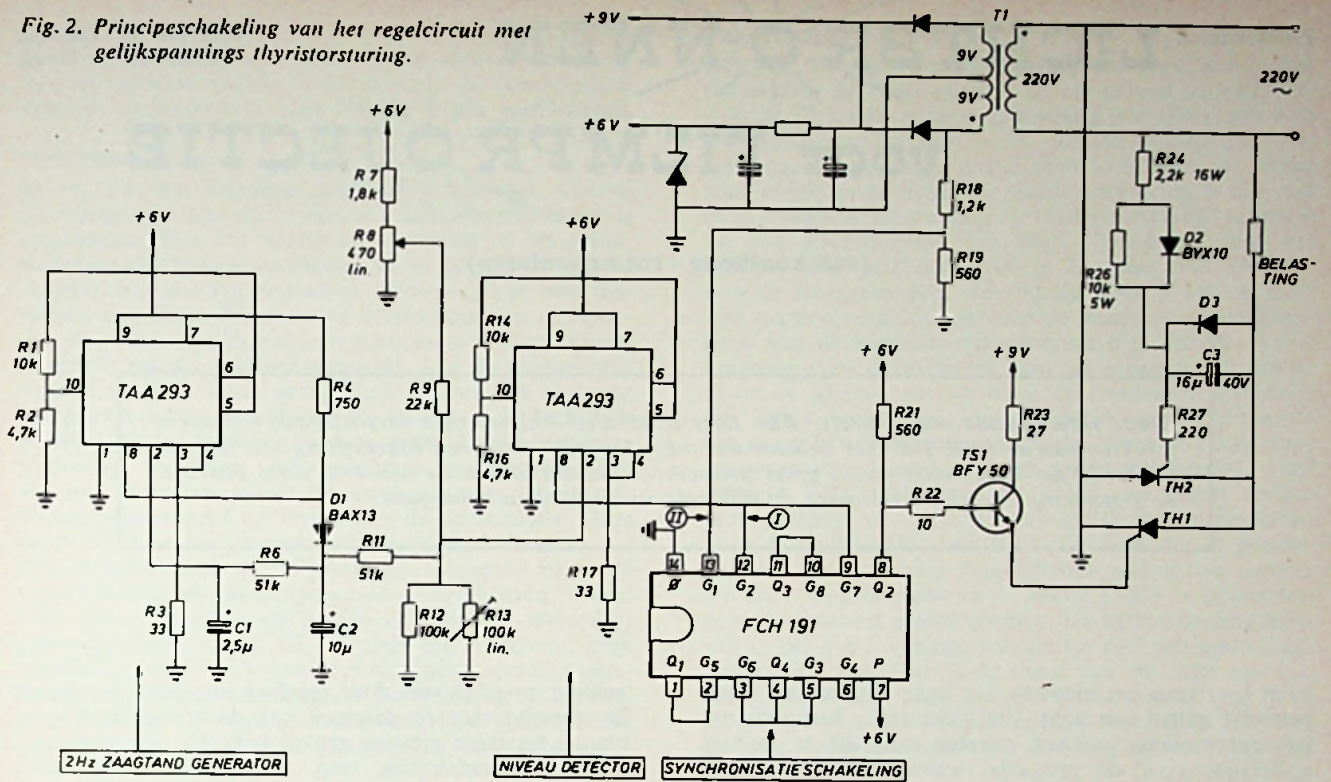 Fig. 2. Principeschakeling van het regelcircuit met
gelijkspannings thyristorsturing.
+9V
T1
9V
9V
220V
220V
~
+6V
+6V
R7
1,8k
R8
470
lin.
R18
1,2k
R19
560
R24
2,2k 16W
R26
10k
5W
D2
BYX10
BELAS-
TING
D3
C3
16µ
40V
R27
220
TH2
TH1
+6V
R1
10k
R2
4,7k
9
7
10
6
5
TAA293
1
8
2
3
4
R4
750
R9
22k
+6V
R14
10k
R16
4,7k
9
7
10
6
5
TAA293
1
8
2
3
4
+6V
R21
560
+9V
R23
27
TS1
BFY50
R22
10
D1
BAX13
R6
51k
R11
51k
R3
33
C1
2,5µ
C2
10µ
R12
100k
R13
100k
lin.
R17
33
II
I
14
13
12
11
10
9
8
Ø
G1
G2
Q3
G8
G7
Q2
FCH 191
Q1
G5
G6
Q4
G3
G4
P
1
2
3
4
5
6
7
+6V
2Hz ZAAGTAND GENERATOR
NIVEAU DETECTOR
SYNCHRONISATIESCHAKELING